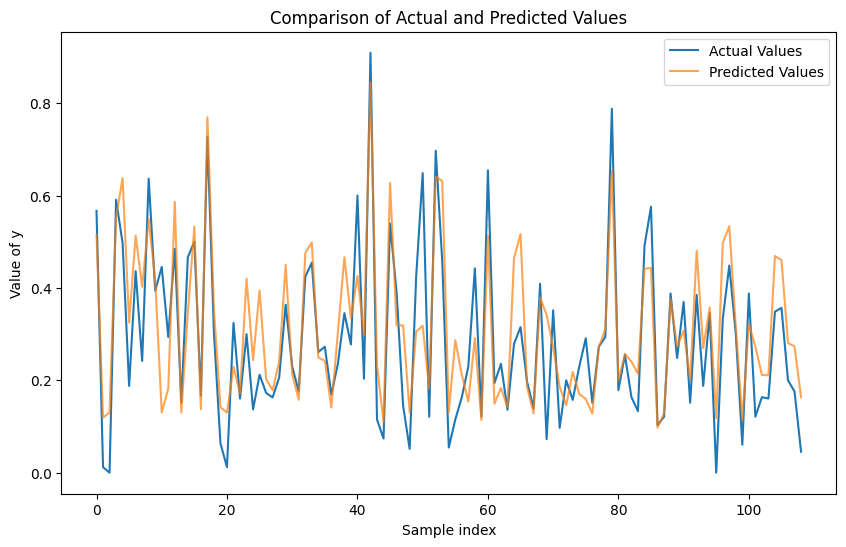 Comparison of Actual and Predicted Values
Actual Values
Predicted Values
Value of y
0.8
0.6
0.4
0.2
0.0
0
20
40
60
80
100
Sample index